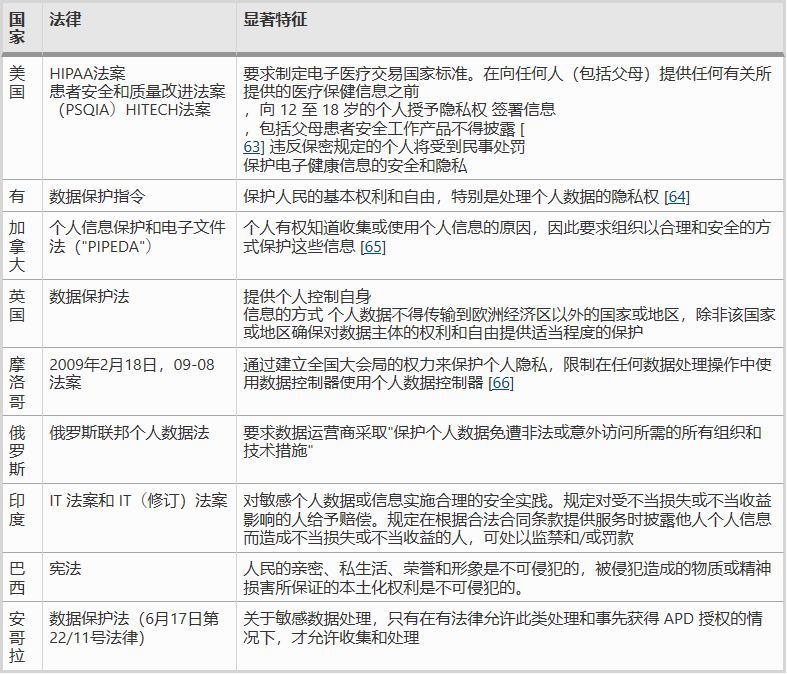 国家 法律 显著特征
美国 HIPAA法案 要求制定电子医疗交易国家标准。在向任何人（包括父母）提供任何有关所
患者安全和质量改进法案 提供的医疗保健信息之前
（PSQIA）HITECH法案 ，向 12 至 18 岁的个人授予隐私权 签署信息
，包括父母患者安全工作产品不得披露 [
63] 违反保密规定的个人将受到民事处罚
保护电子健康信息的安全和隐私
有 数据保护指令 保护人民的基本权利和自由，特别是处理个人数据的隐私权 [64]
加拿大 个人信息保护和电子文件 个人有权知道收集或使用个人信息的原因，因此要求组织以合理和安全的方
法（"PIPEDA"） 式保护这些信息 [65]
英国 数据保护法 提供个人控制自身
信息的方式 个人数据不得传输到欧洲经济区以外的国家或地区，除非该国家
或地区确保对数据主体的权利和自由提供适当程度的保护
摩洛哥 2009年2月18日，09-08 通过建立全国大会局的权力来保护个人隐私，限制在任何数据处理操作中使
法案 用数据控制器使用个人数据控制器 [66]
俄罗斯 俄罗斯联邦个人数据法 要求数据运营商采取"保护个人数据免遭非法或意外访问所需的所有组织和
技术措施"
印度 IT 法案和 IT（修订）法案 对敏感个人数据或信息实施合理的安全实践。规定对受不当损失或不当收益
影响的人给予赔偿。规定在根据合法合同条款提供服务时披露他人个人信息
而造成不当损失或不当收益的人，可处以监禁和/或罚款
巴西 宪法 人民的亲密、私生活、荣誉和形象是不可侵犯的，被侵犯造成的物质或精神
损害所保证的本土化权利是不可侵犯的。
安哥拉 数据保护法（6月17日第 关于敏感数据处理，只有在有法律允许此类处理和事先获得 APD 授权的情
22/11号法律） 况下，才允许收集和处理